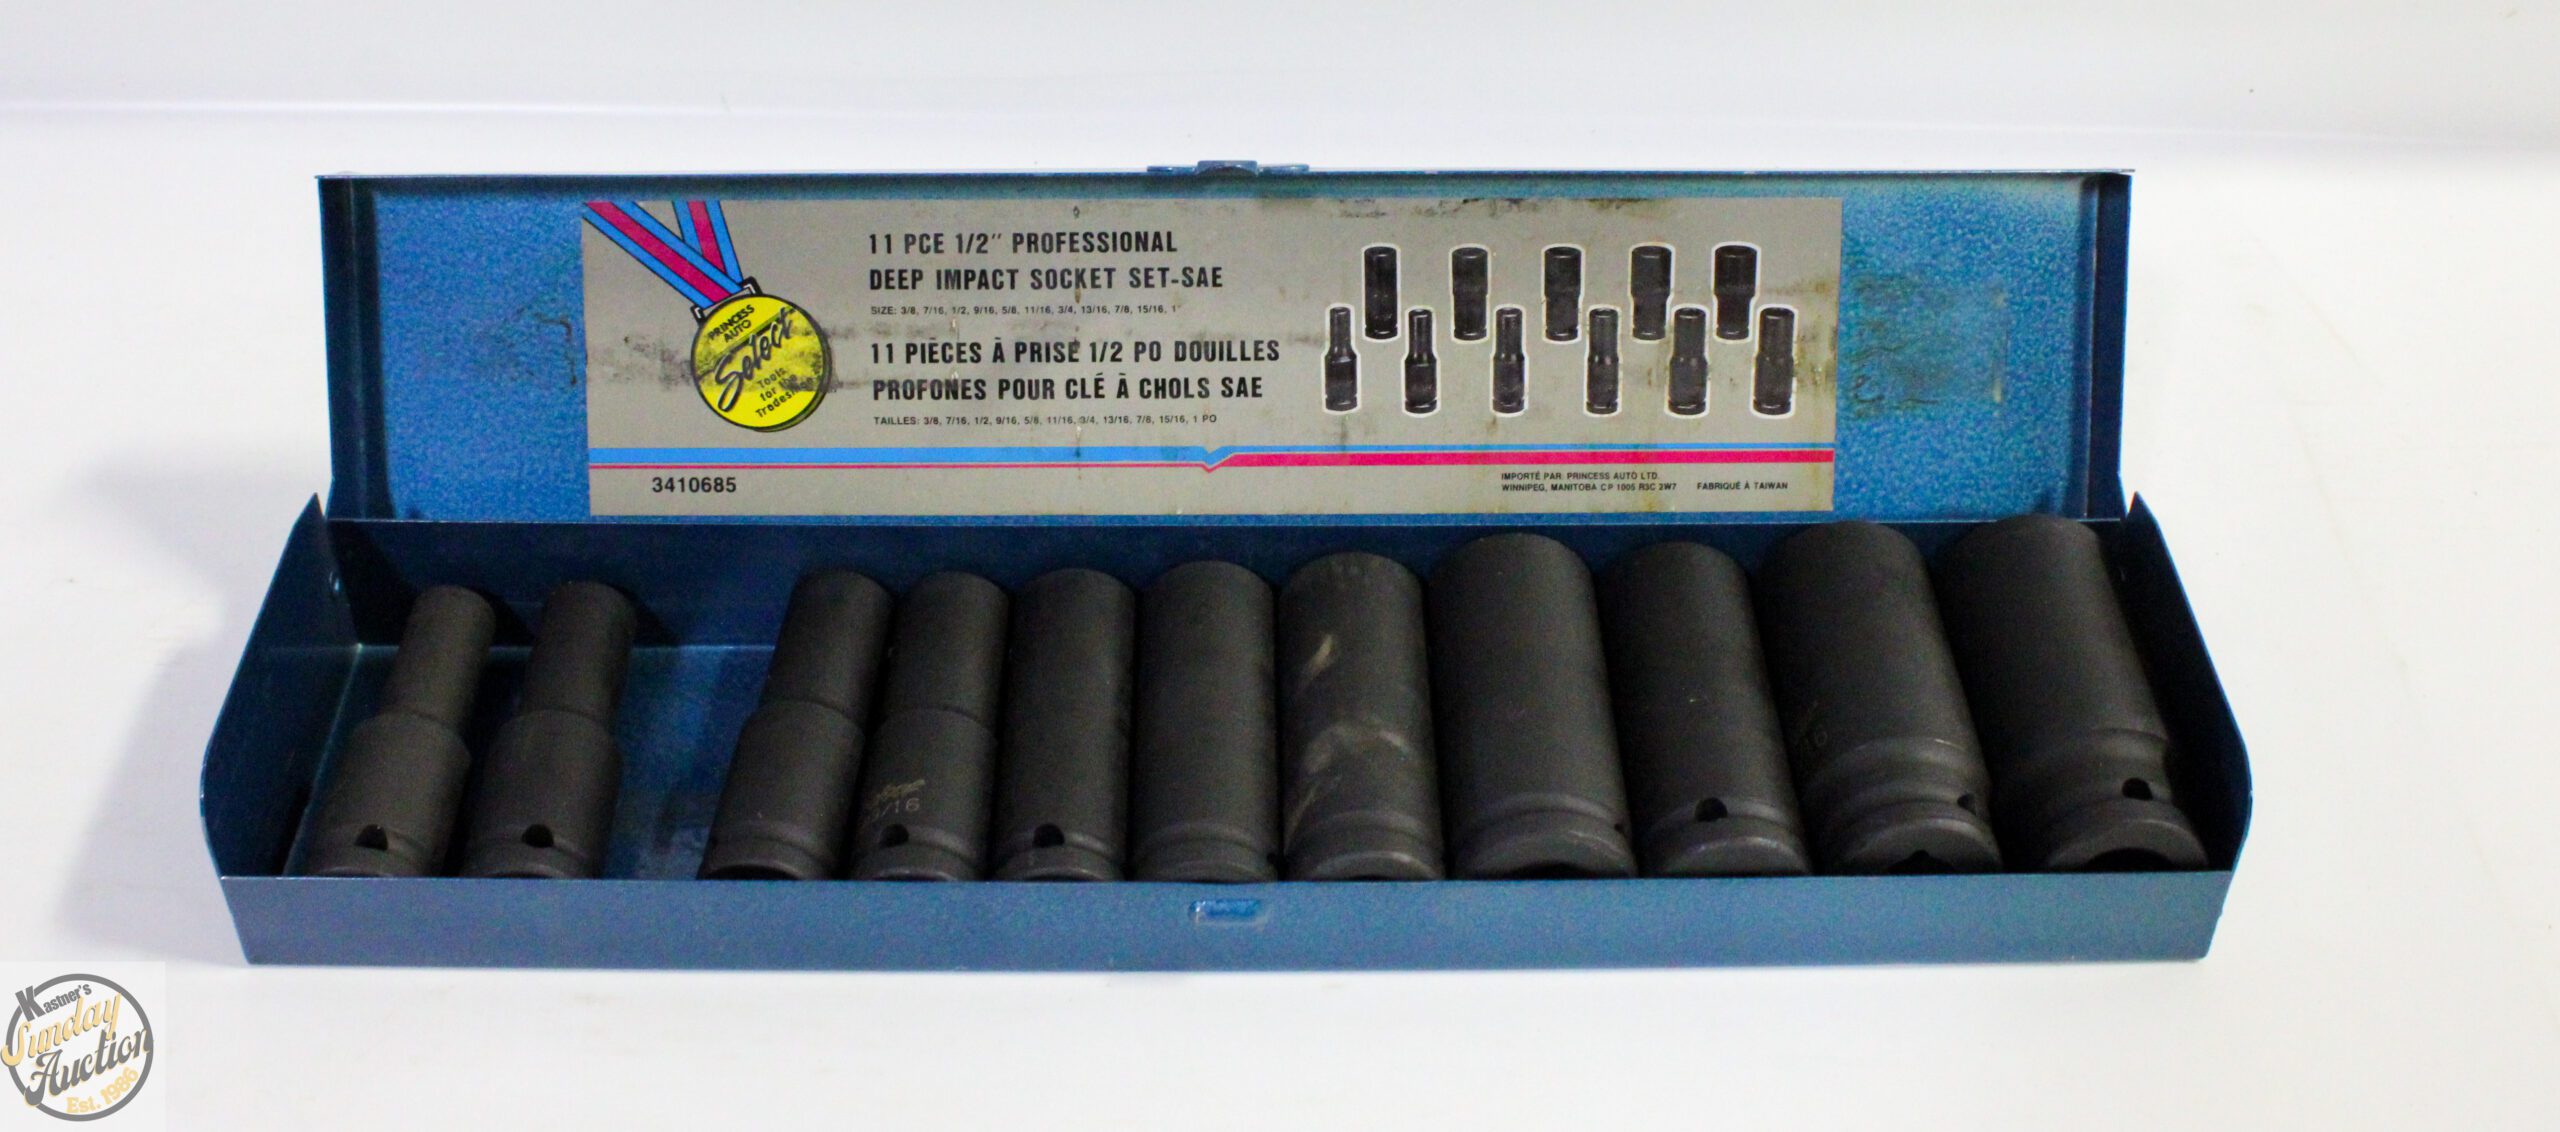 PRINCESS
AUTO
Select
Tools
for the
11 PCE 1/2" PROFESSIONAL
DEEP IMPACT SOCKET SET-SAE
SIZE: 3/8, 7/16, 1/2, 9/16, 5/8, 11/16, 3/4, 13/16, 7/8, 15/16, 1"
11 PIÈCES À PRISE 1/2 PO DOUILLES
PROFONES POUR CLÉ À CHOLS SAE
TAILLES: 3/8, 7/16, 1/2, 9/16, 5/8, 11/16, 3/4, 13/16, 7/8, 15/16, 1 PO
3410685
IMPORTÉ PAR: PRINCESS AUTO LTD.
WINNIPEG, MANITOBA C P 1005 R3C 2W7 FABRIQUÉ À TAIWAN
Kastner's
Sunday
Auction
Est. 1986